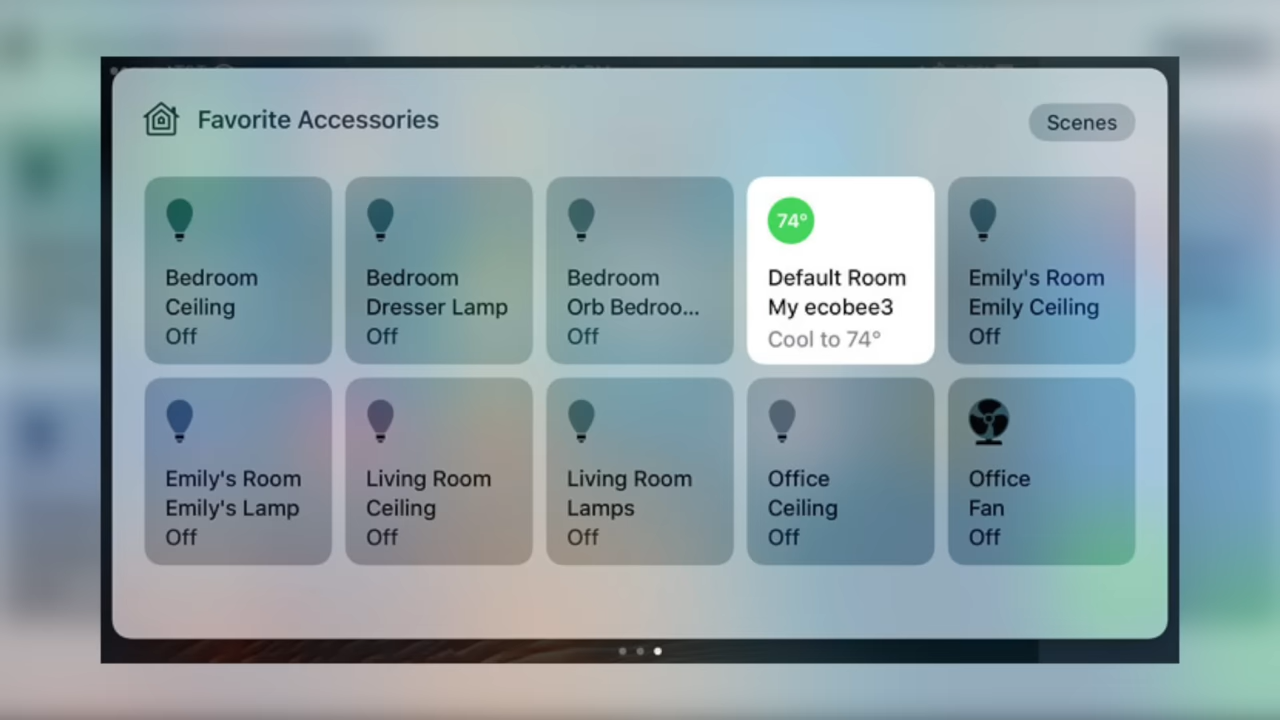 Favorite Accessories
Scenes
Bedroom
Ceiling
Off
Bedroom
Dresser Lamp
Off
Bedroom
Orb Bedroo...
Off
74°
Default Room
My ecobee3
Cool to 74°
Emily's Room
Emily Ceiling
Off
Emily's Room
Emily's Lamp
Off
Living Room
Ceiling
Off
Living Room
Lamps
Off
Office
Ceiling
Off
Office
Fan
Off